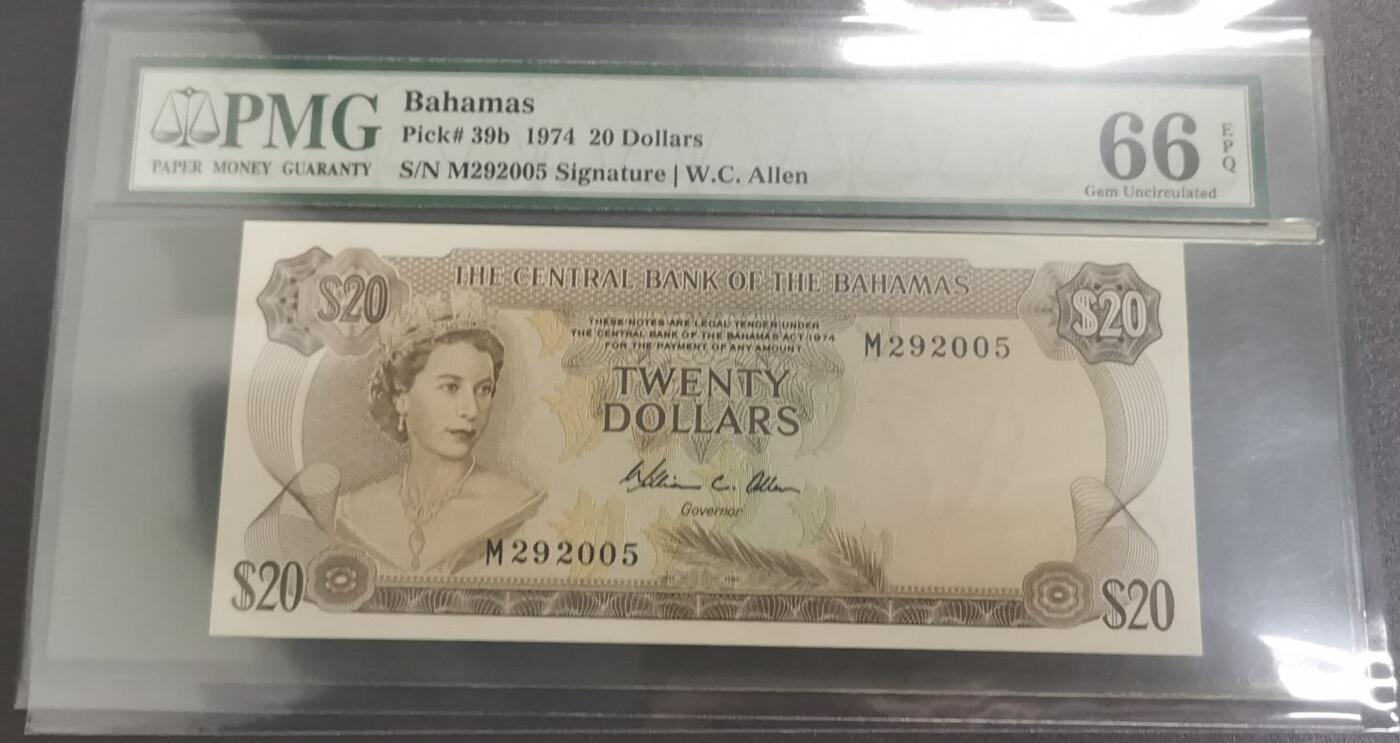 PMG
PAPER MONEY GUARANTY
Bahamas
Pick# 39b 1974 20 Dollars
S/N M292005 Signature | W.C. Allen
66
EPQ
Gem Uncirculated
$20
THE CENTRAL BANK OF THE BAHAMAS
$20
THESE NOTES ARE LEGAL TENDER UNDER
THE CENTRAL BANK OF THE BAHAMAS ACT 1974
FOR THE PAYMENT OF ANY AMOUNT
M292005
TWENTY
DOLLARS
William C. Allen
Governor
M292005
$20
$20